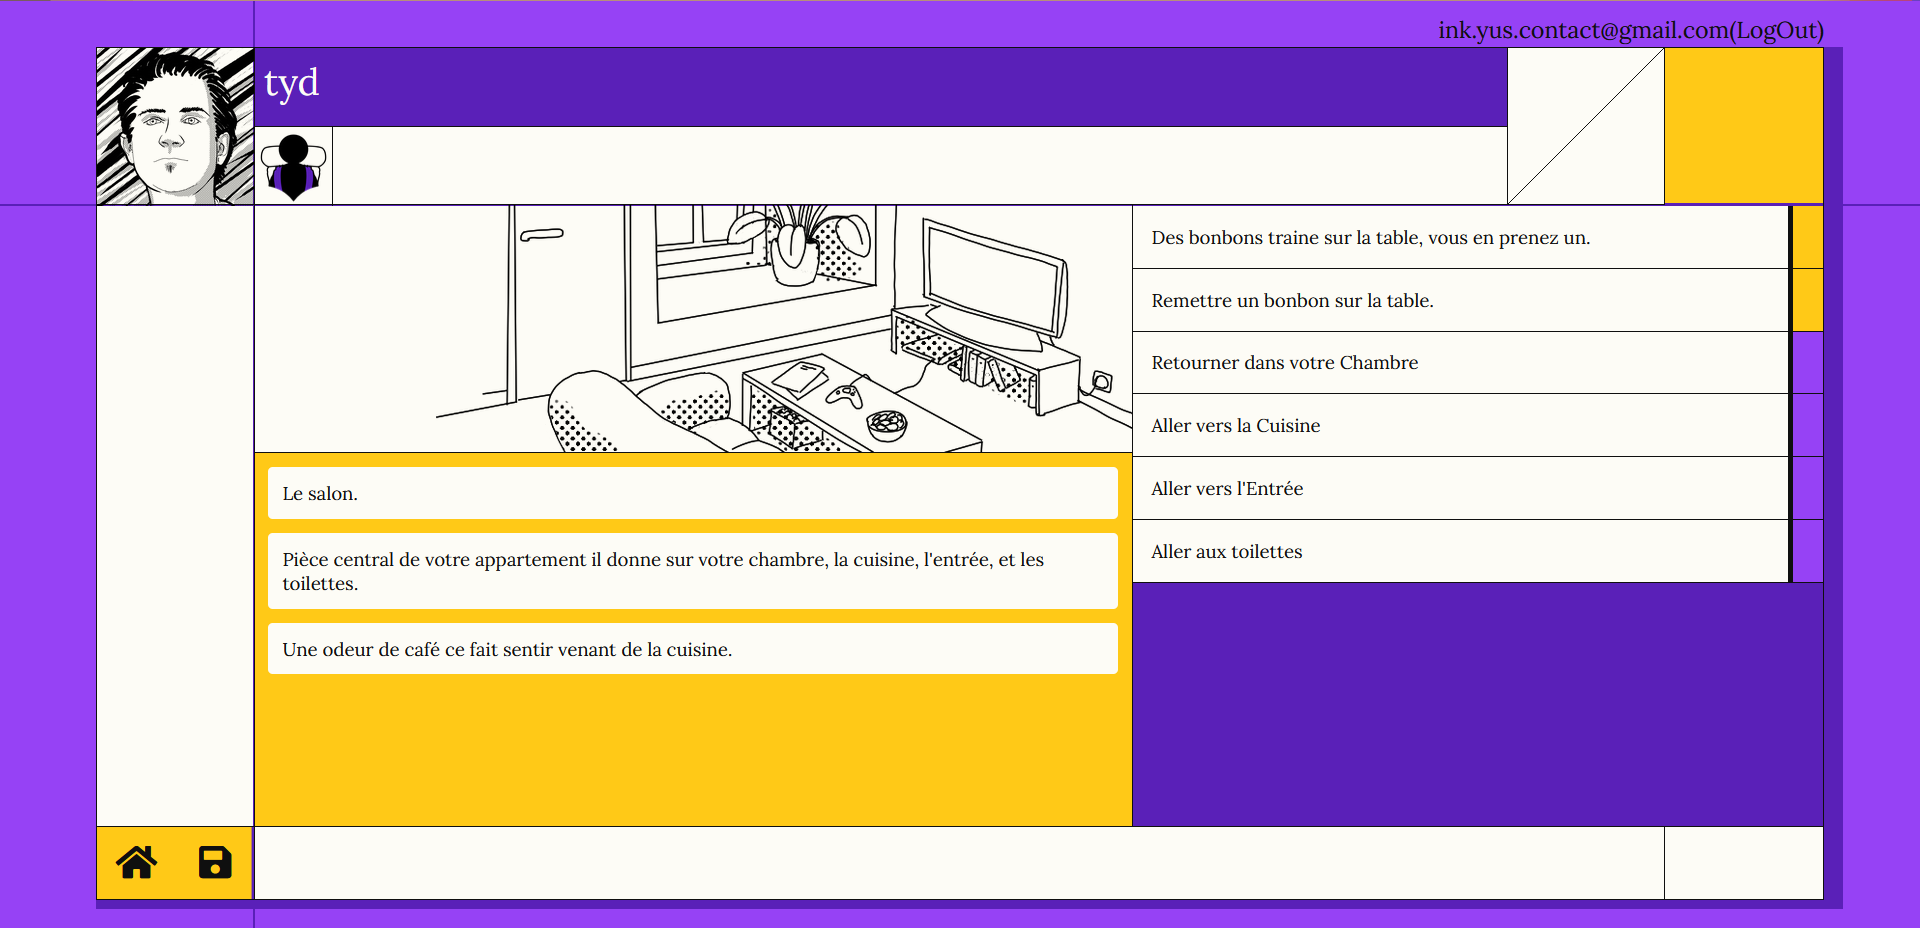 ink.yus.contact@gmail.com(LogOut)
tyd
Le salon.
Pièce central de votre appartement il donne sur votre chambre, la cuisine, l'entrée, et les
toilettes.
Une odeur de café ce fait sentir venant de la cuisine.
Des bonbons traine sur la table, vous en prenez un.
Remettre un bonbon sur la table.
Retourner dans votre Chambre
Aller vers la Cuisine
Aller vers l'Entrée
Aller aux toilettes